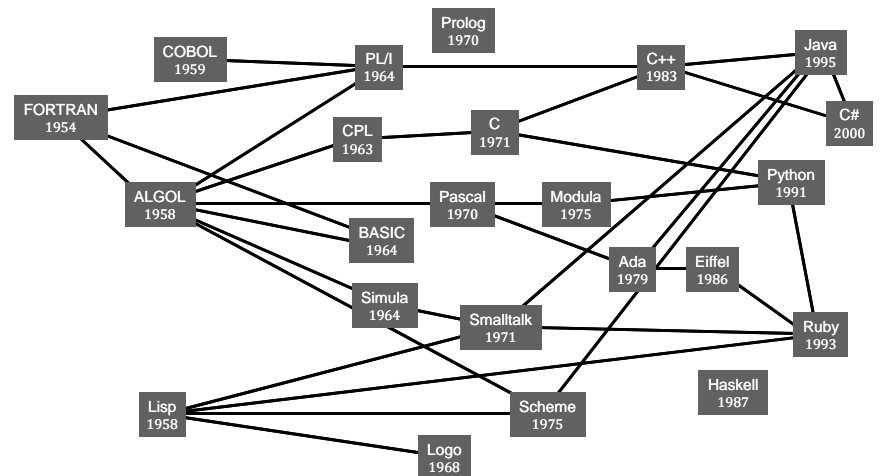 Prolog
1970
COBOL
1959
PL/I
1964
C++
1983
Java
1995
FORTRAN
1954
CPL
1963
C
1971
C#
2000
ALGOL
1958
Pascal
1970
Modula
1975
Python
1991
BASIC
1964
Ada
1979
Eiffel
1986
Simula
1964
Smalltalk
1971
Ruby
1993
Lisp
1958
Scheme
1975
Haskell
1987
Logo
1968